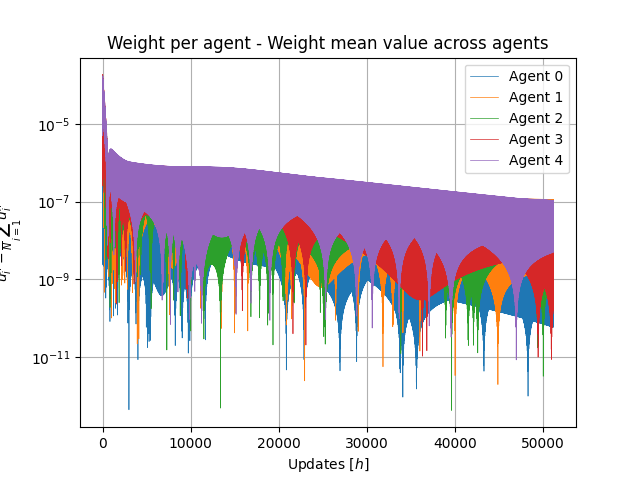 Weight per agent - Weight mean value across agents
Agent 0
Agent 1
Agent 2
Agent 3
Agent 4
10⁻⁵
10⁻⁷
10⁻⁹
10⁻¹¹
0
10000
20000
30000
40000
50000
Updates [h]